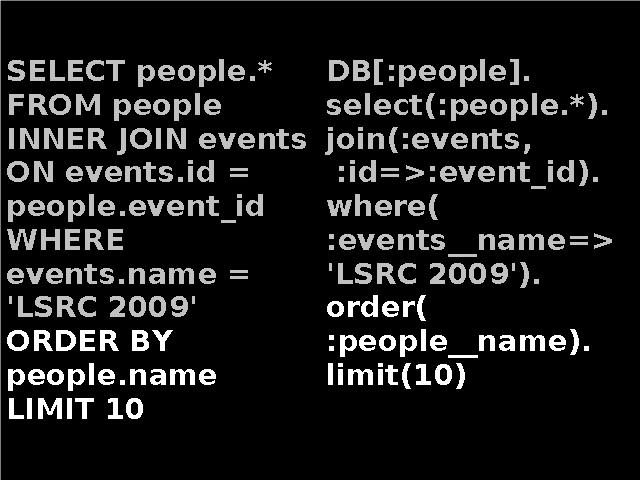 SELECT people.*
FROM people
INNER JOIN events
ON events.id =
people.event_id
WHERE
events.name =
'LSRC 2009'
ORDER BY
people.name
LIMIT 10
DB[:people].
select(:people.*).
join(:events,
:id=>:event_id).
where(
:events__name=>
'LSRC 2009').
order(
:people__name).
limit(10)